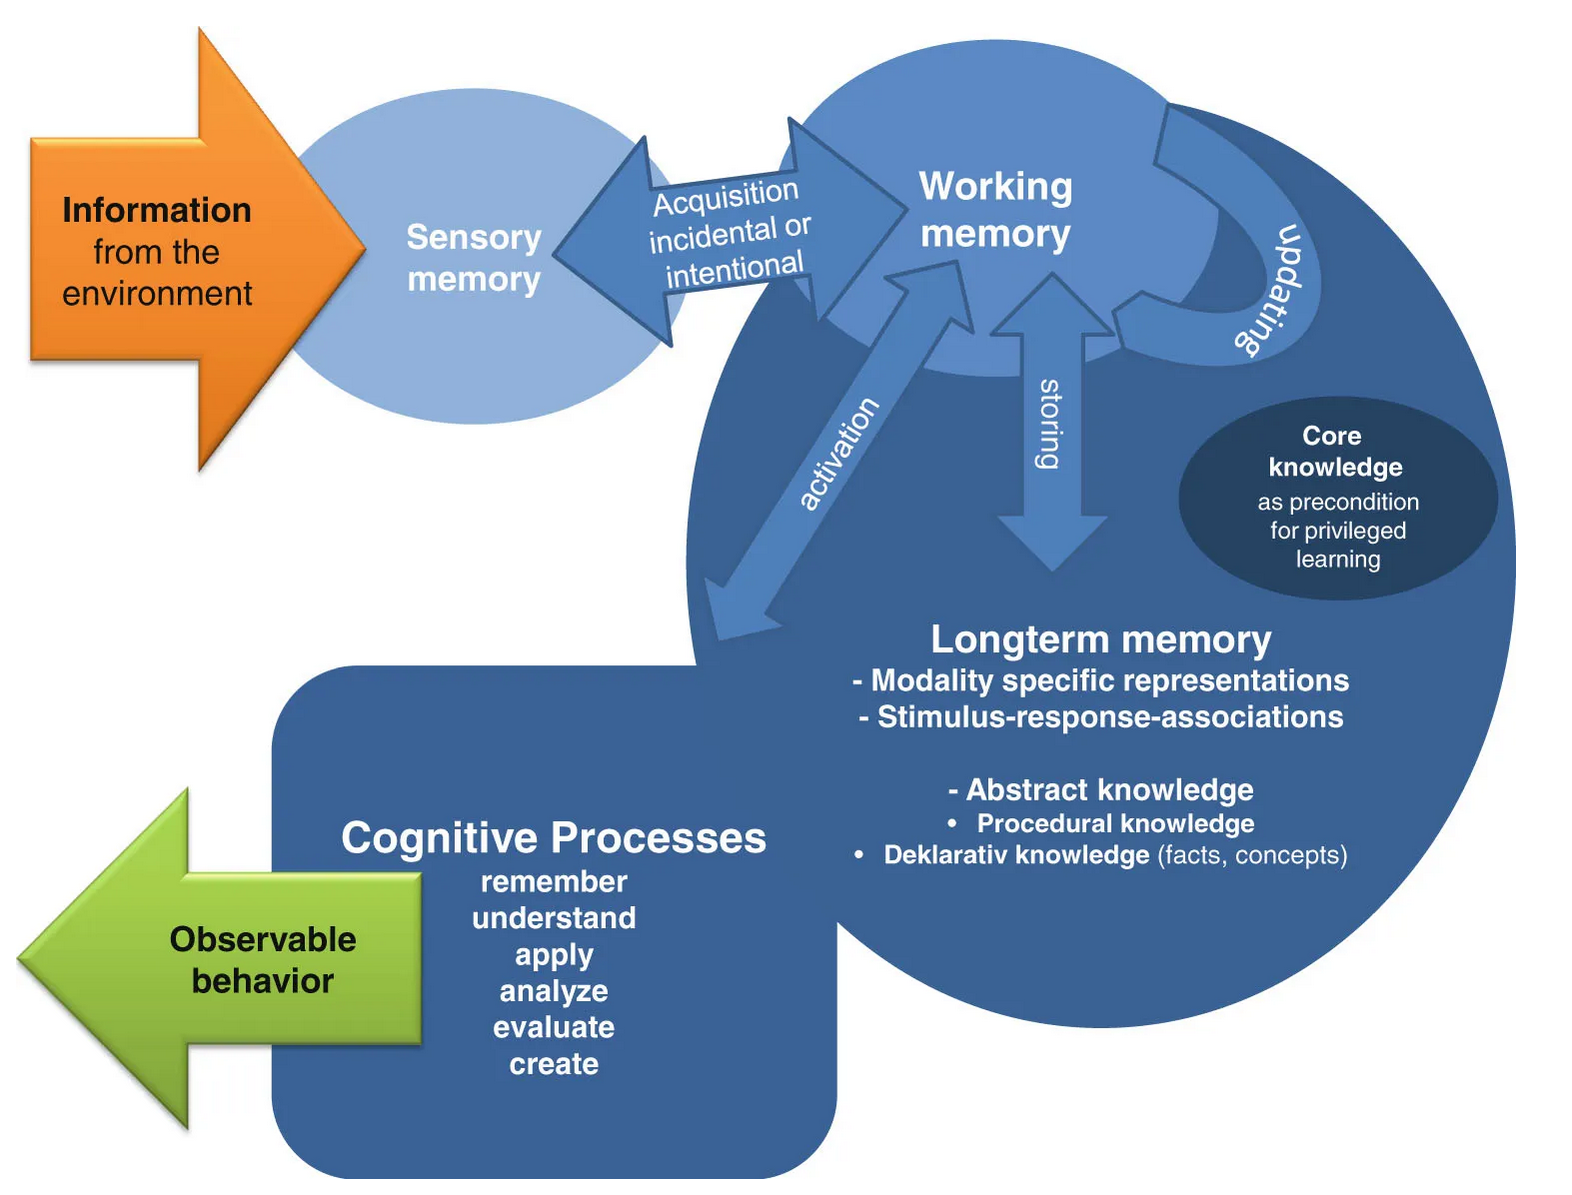 Information
from the
environment
Sensory
memory
Acquisition
incidental or
intentional
Working
memory
updating
activation
storing
Core
knowledge
as precondition
for privileged
learning
Longterm memory
- Modality specific representations
- Stimulus-response-associations
- Abstract knowledge
• Procedural knowledge
• Deklarativ knowledge (facts, concepts)
Cognitive Processes
remember
understand
apply
analyze
evaluate
create
Observable
behavior